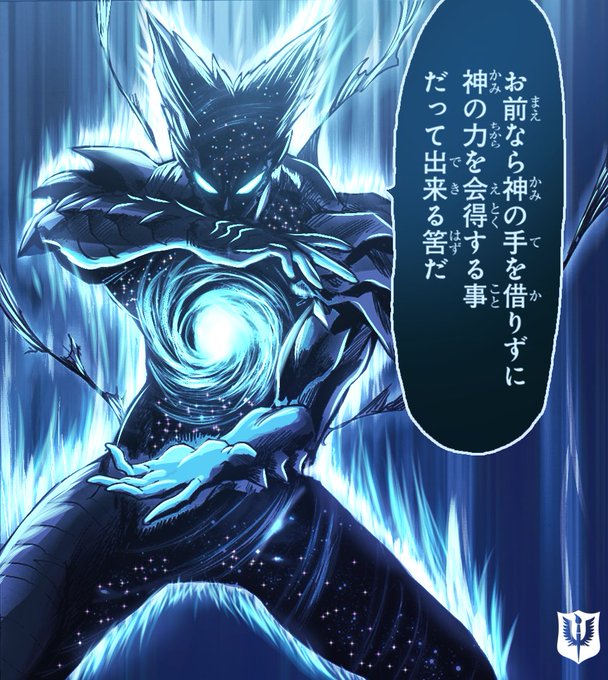 お前なら神の手を借りずに
神の力を会得する事
だって出来る筈だ